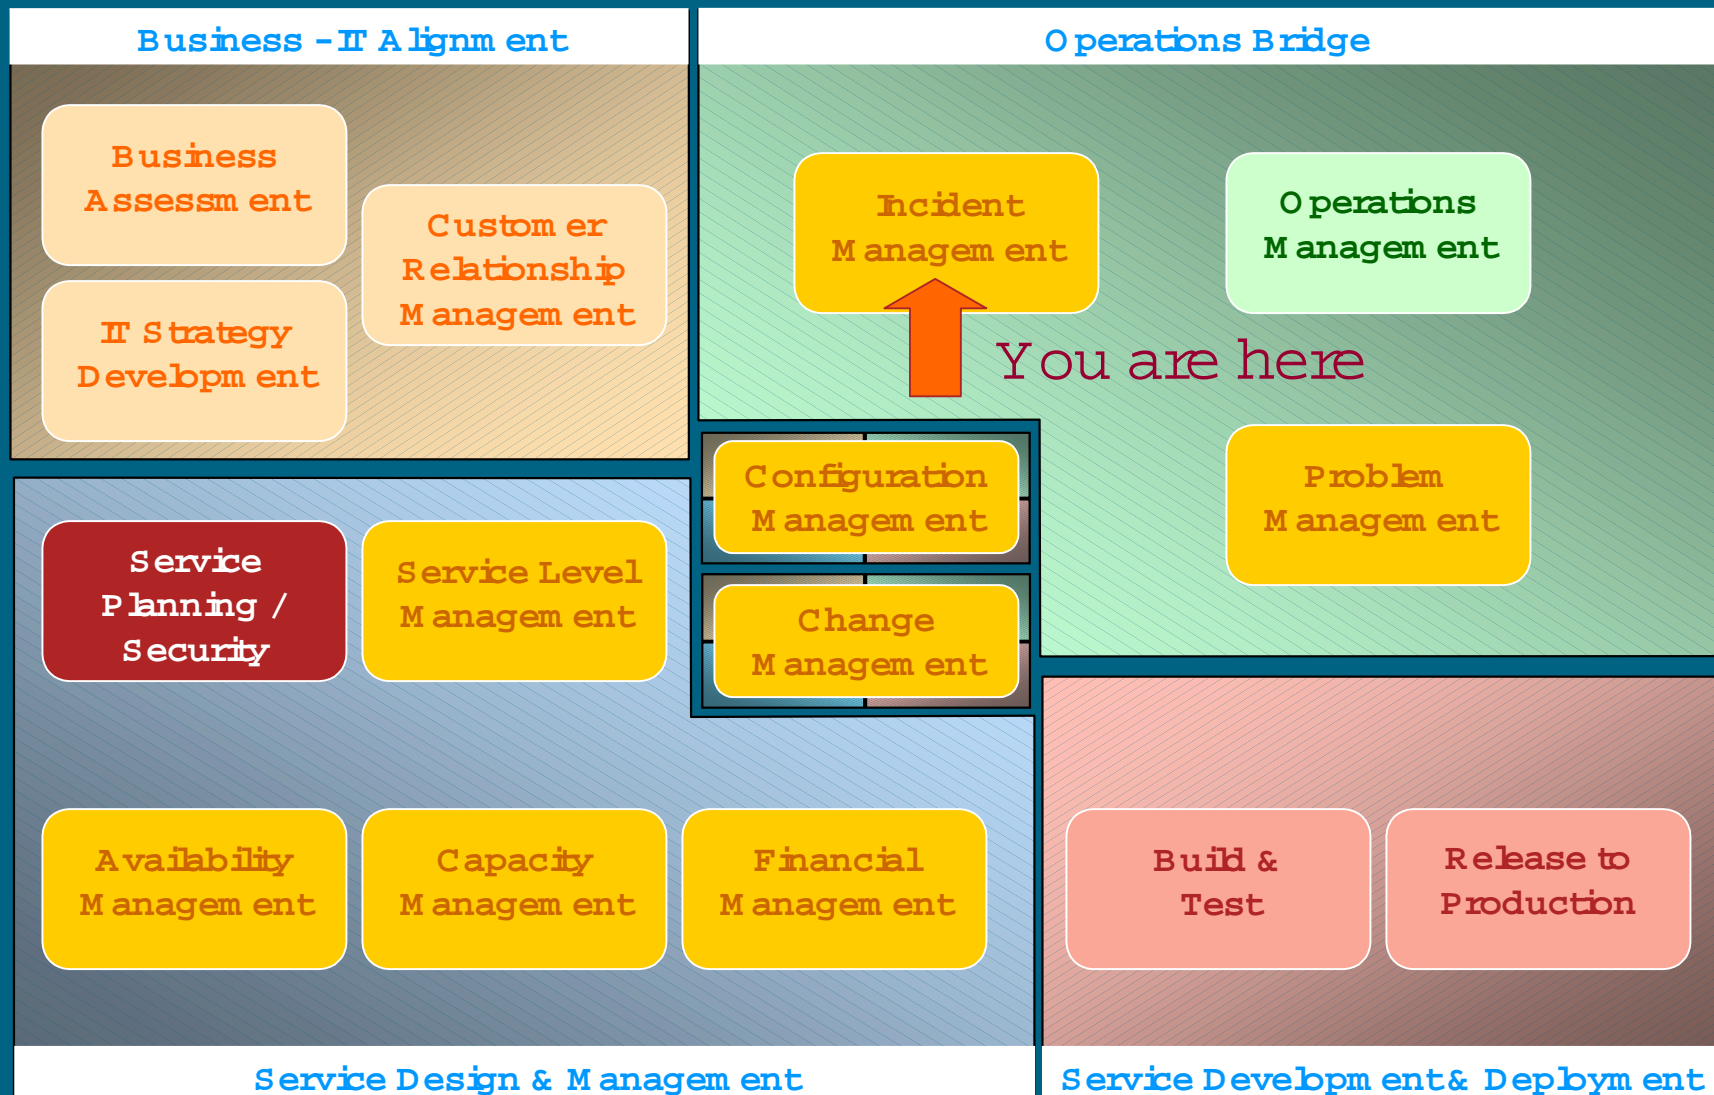 Business - IT Alignment
Operations Bridge
Business
Assessment
Customer
Relationship
Management
IT Strategy
Development
Incident
Management
Operations
Management
You are here
Configuration
Management
Problem
Management
Service
Planning /
Security
Service Level
Management
Change
Management
Availability
Management
Capacity
Management
Financial
Management
Build &
Test
Release to
Production
Service Design & Management
Service Development & Deployment